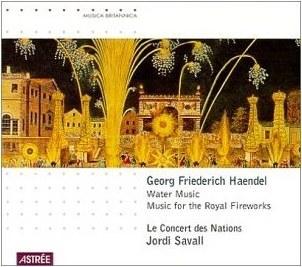 MUSICA BRITANNICA
Georg Friederich Haendel
Water Music
Music for the Royal Fireworks
Le Concert des Nations
Jordi Savall
ASTRÉE